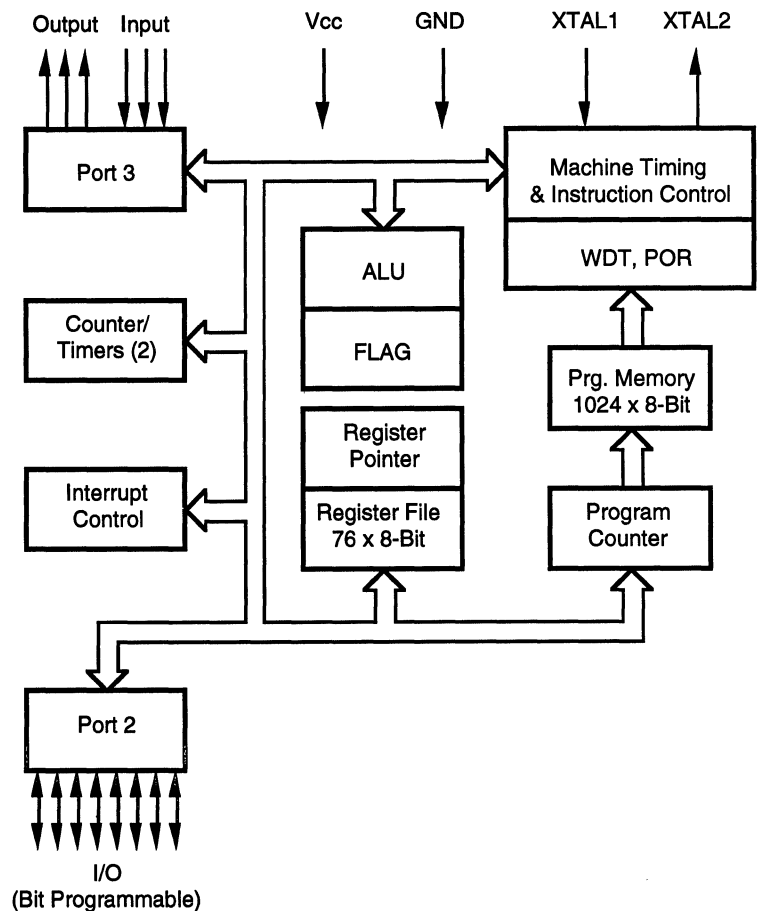 Output Input Vcc GND XTAL1 XTAL2
Port 3
Machine Timing
& Instruction Control
WDT, POR
ALU
FLAG
Counter/
Timers (2)
Prg. Memory
1024 x 8-Bit
Register
Pointer
Register File
76 x 8-Bit
Interrupt
Control
Program
Counter
Port 2
I/O
(Bit Programmable)